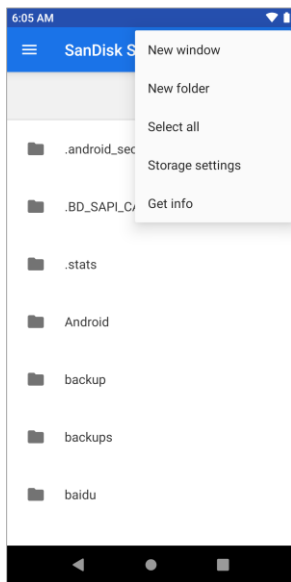 6:05 AM
SanDisk S
New window
New folder
Select all
Storage settings
Get info
.android_sec
.BD_SAPI_CA
.stats
Android
backup
backups
baidu